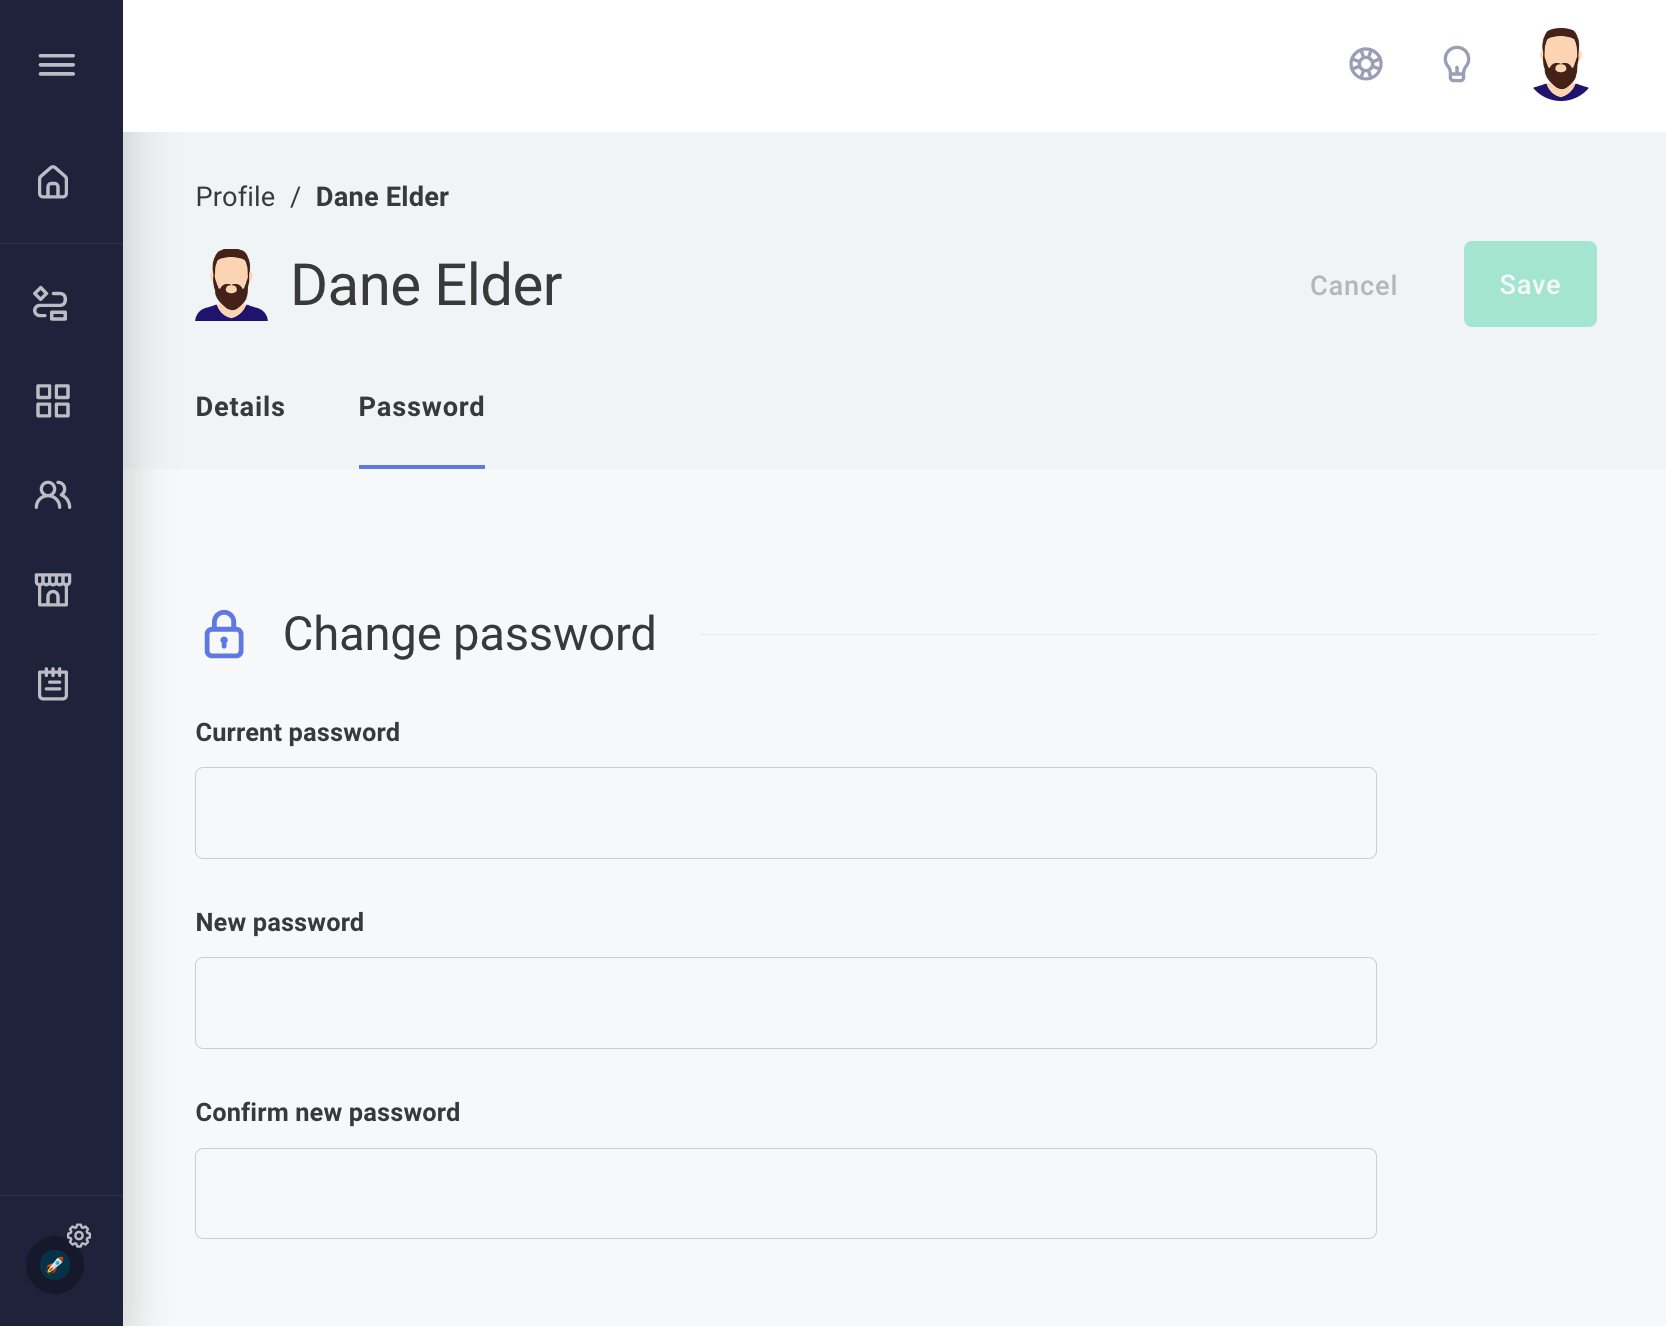 Profile / Dane Elder
Dane Elder
Cancel
Save
Details
Password
Change password
Current password
New password
Confirm new password